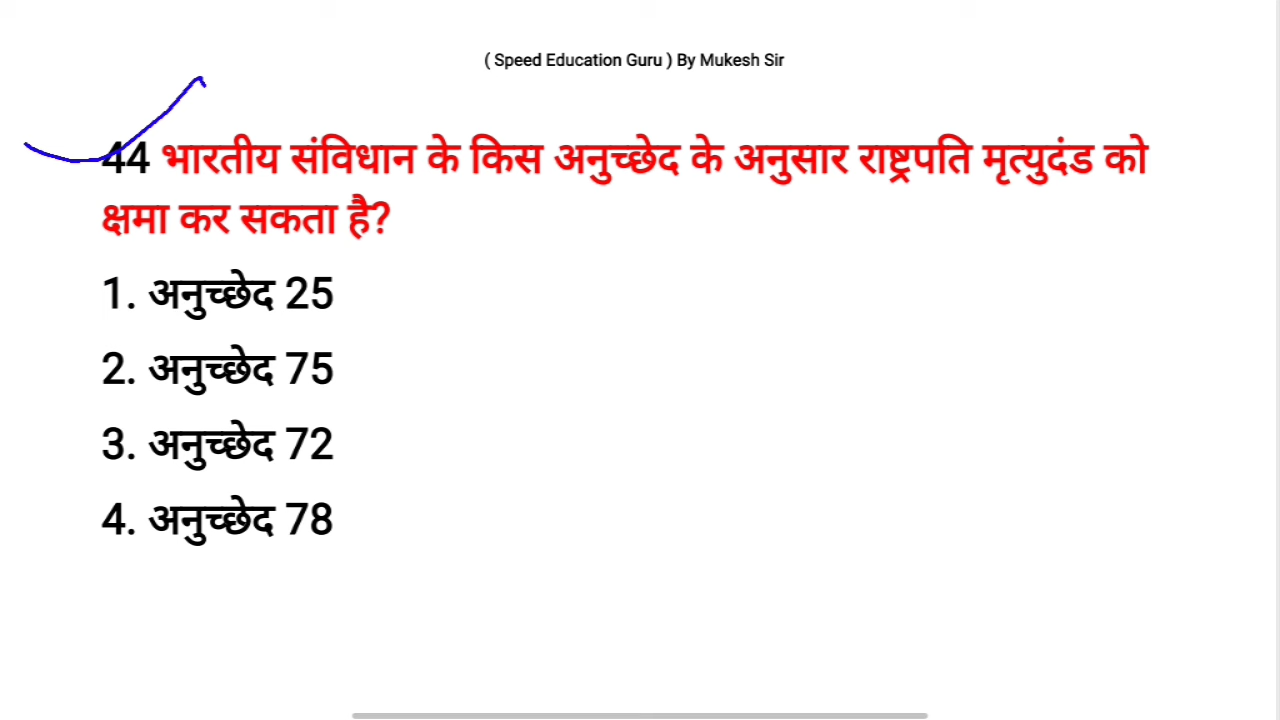 ( Speed Education Guru ) By Mukesh Sir
44 भारतीय संविधान के किस अनुच्छेद के अनुसार राष्ट्रपति मृत्युदंड को
क्षमा कर सकता है?
1. अनुच्छेद 25
2. अनुच्छेद 75
3. अनुच्छेद 72
4. अनुच्छेद 78